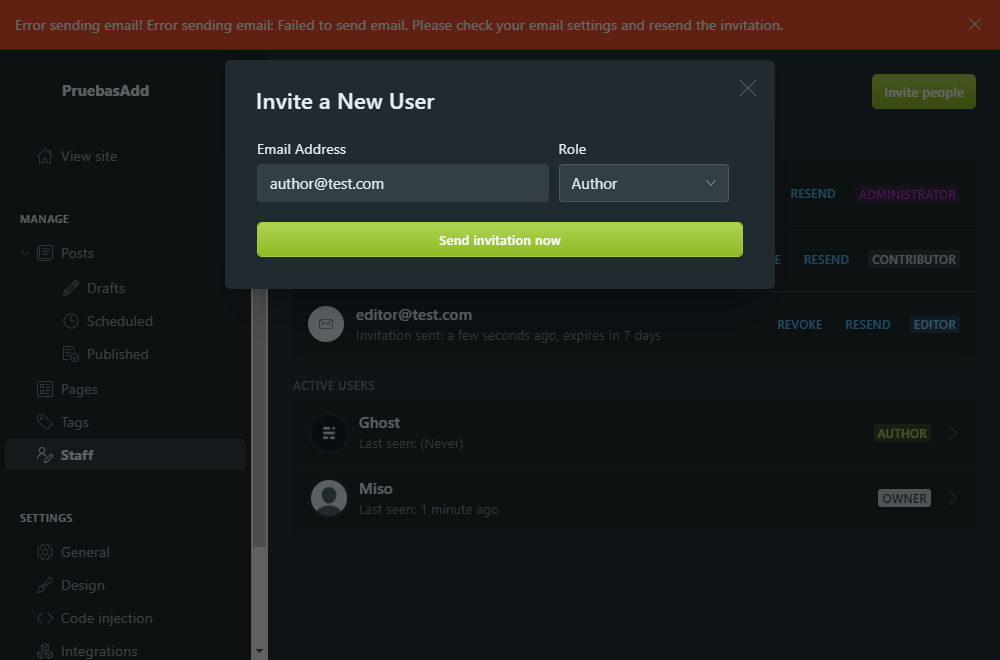 Error sending email! Error sending email: Failed to send email. Please check your email settings and resend the invitation.
PruebasAdd
Invite people
View site
MANAGE
Posts
Drafts
Scheduled
Published
Pages
Tags
Staff
SETTINGS
General
Design
Code injection
Integrations
Invite a New User
Email Address
Role
author@test.com
Author
Send invitation now
RESEND
ADMINISTRATOR
RESEND
CONTRIBUTOR
editor@test.com
Invitation sent: a few seconds ago, expires in 7 days
REVOKE
RESEND
EDITOR
ACTIVE USERS
Ghost
Last seen: (Never)
AUTHOR
Miso
Last seen: 1 minute ago
OWNER